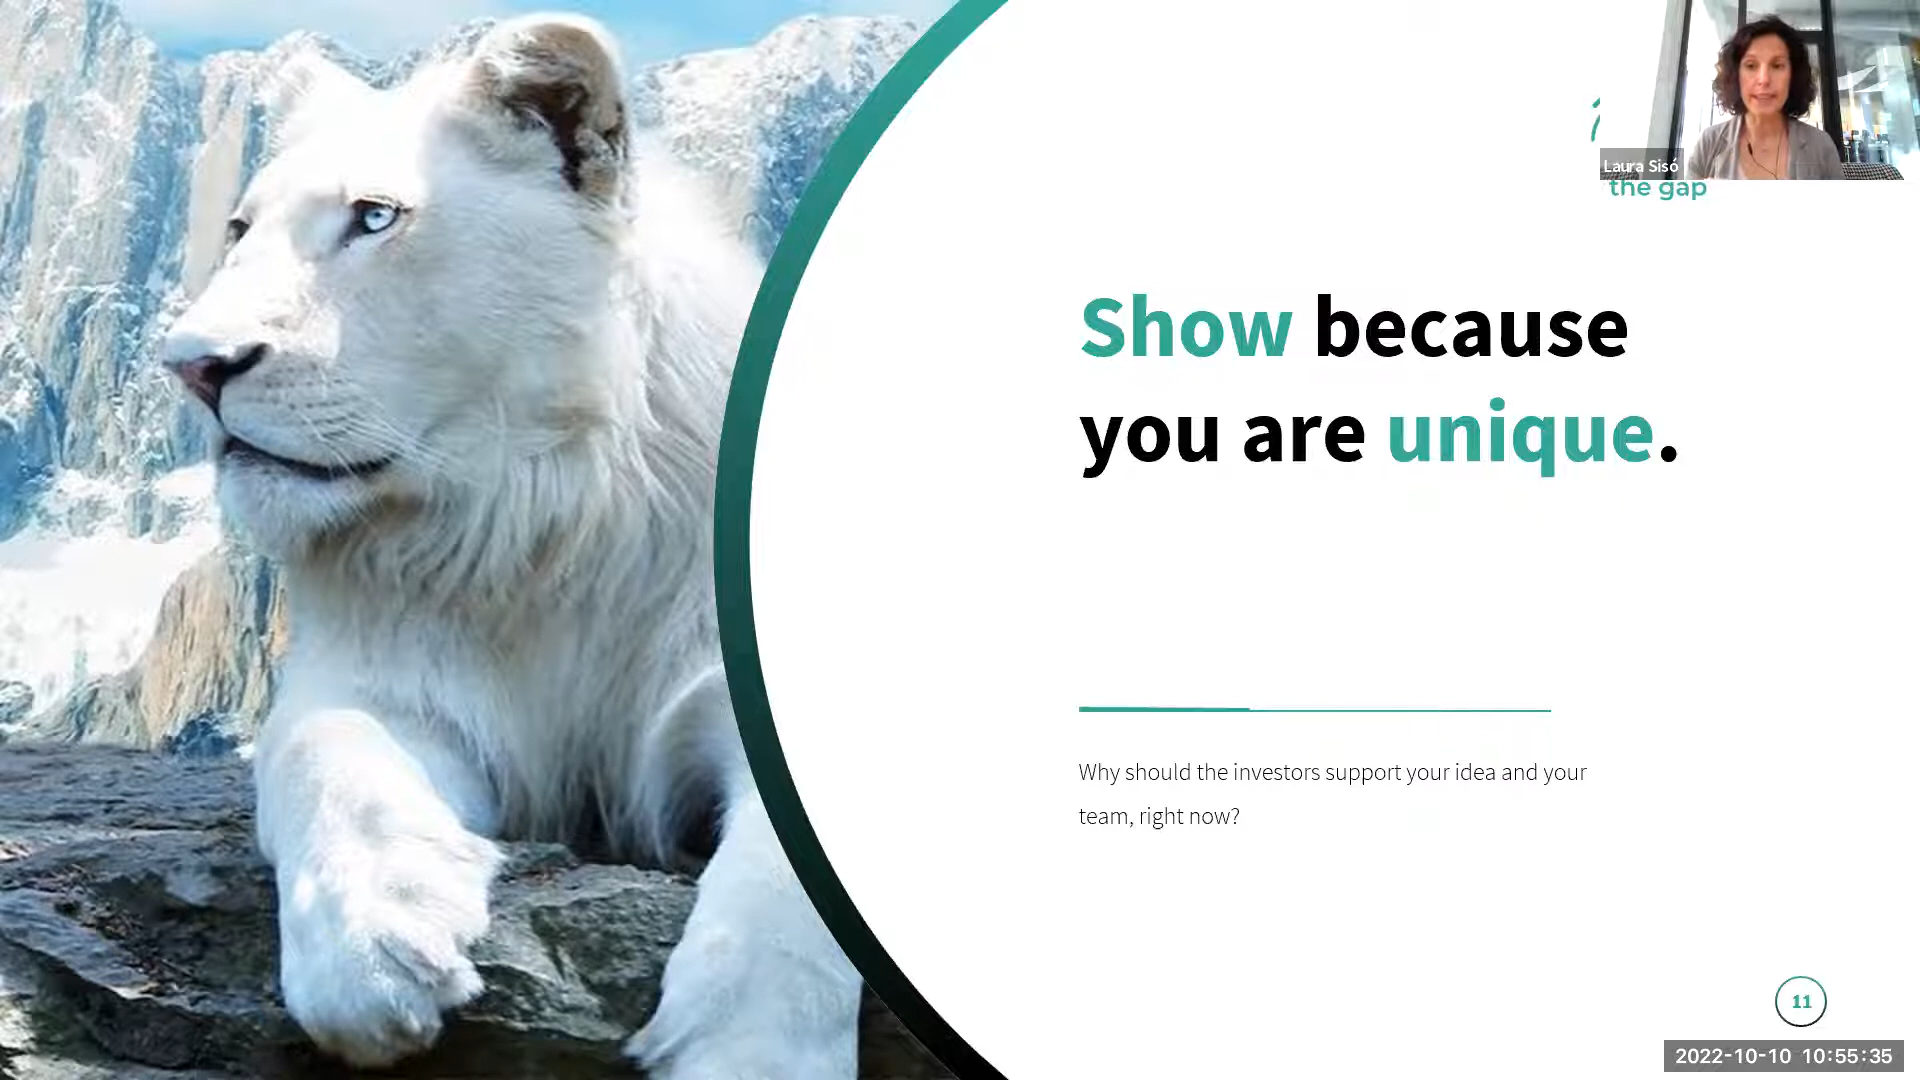 Laura Sisó
the gap
Show because
you are unique.
Why should the investors support your idea and your
team, right now?
11
2022-10-10 10:55:35